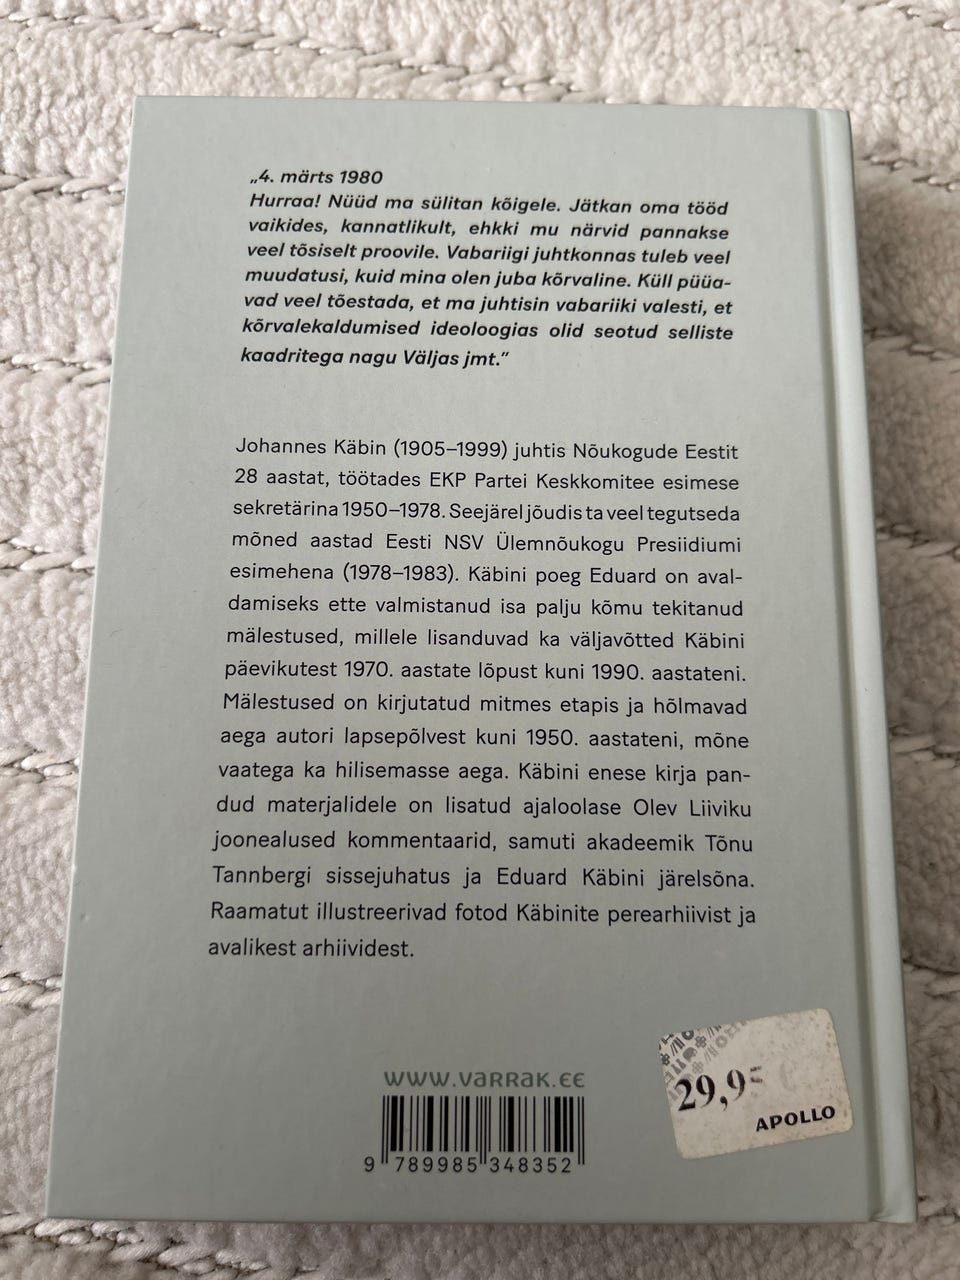 „4. märts 1980
Hurraa! Nüüd ma sülitan kõigele. Jätkan oma tööd
vaikides, kannatlikult, ehkki mu närvid pannakse
veel tõsiselt proovile. Vabariigi juhtkonnas tuleb veel
muudatusi, kuid mina olen juba kõrvaline. Küll püüa-
vad veel tõestada, et ma juhtisin vabariiki valesti, et
kõrvalekaldumised ideoloogias olid seotud selliste
kaadritega nagu Väljas jmt.”
Johannes Käbin (1905–1999) juhtis Nõukogude Eestit
28 aastat, töötades EKP Partei Keskkomitee esimese
sekretärina 1950–1978. Seejärel jõudis ta veel tegutseda
mõned aastad Eesti NSV Ülemnõukogu Presiidiumi
esimehena (1978–1983). Käbini poeg Eduard on aval-
damiseks ette valmistanud isa palju kõmu tekitanud
mälestused, millele lisanduvad ka väljavõtted Käbini
päevikutest 1970. aastate lõpust kuni 1990. aastateni.
Mälestused on kirjutatud mitmes etapis ja hõlmavad
aega autori lapsepõlvest kuni 1950. aastateni, mõne
vaatega ka hilisemasse aega. Käbini enese kirja pan-
dud materjalidele on lisatud ajaloolase Olev Liiviku
joonealused kommentaarid, samuti akadeemik Tõnu
Tannbergi sissejuhatus ja Eduard Käbini järelsõna.
Raamatut illustreerivad fotod Käbinite perearhiivist ja
avalikest arhiividest.
www.varrak.ee
9 789985 348352
APOLLO